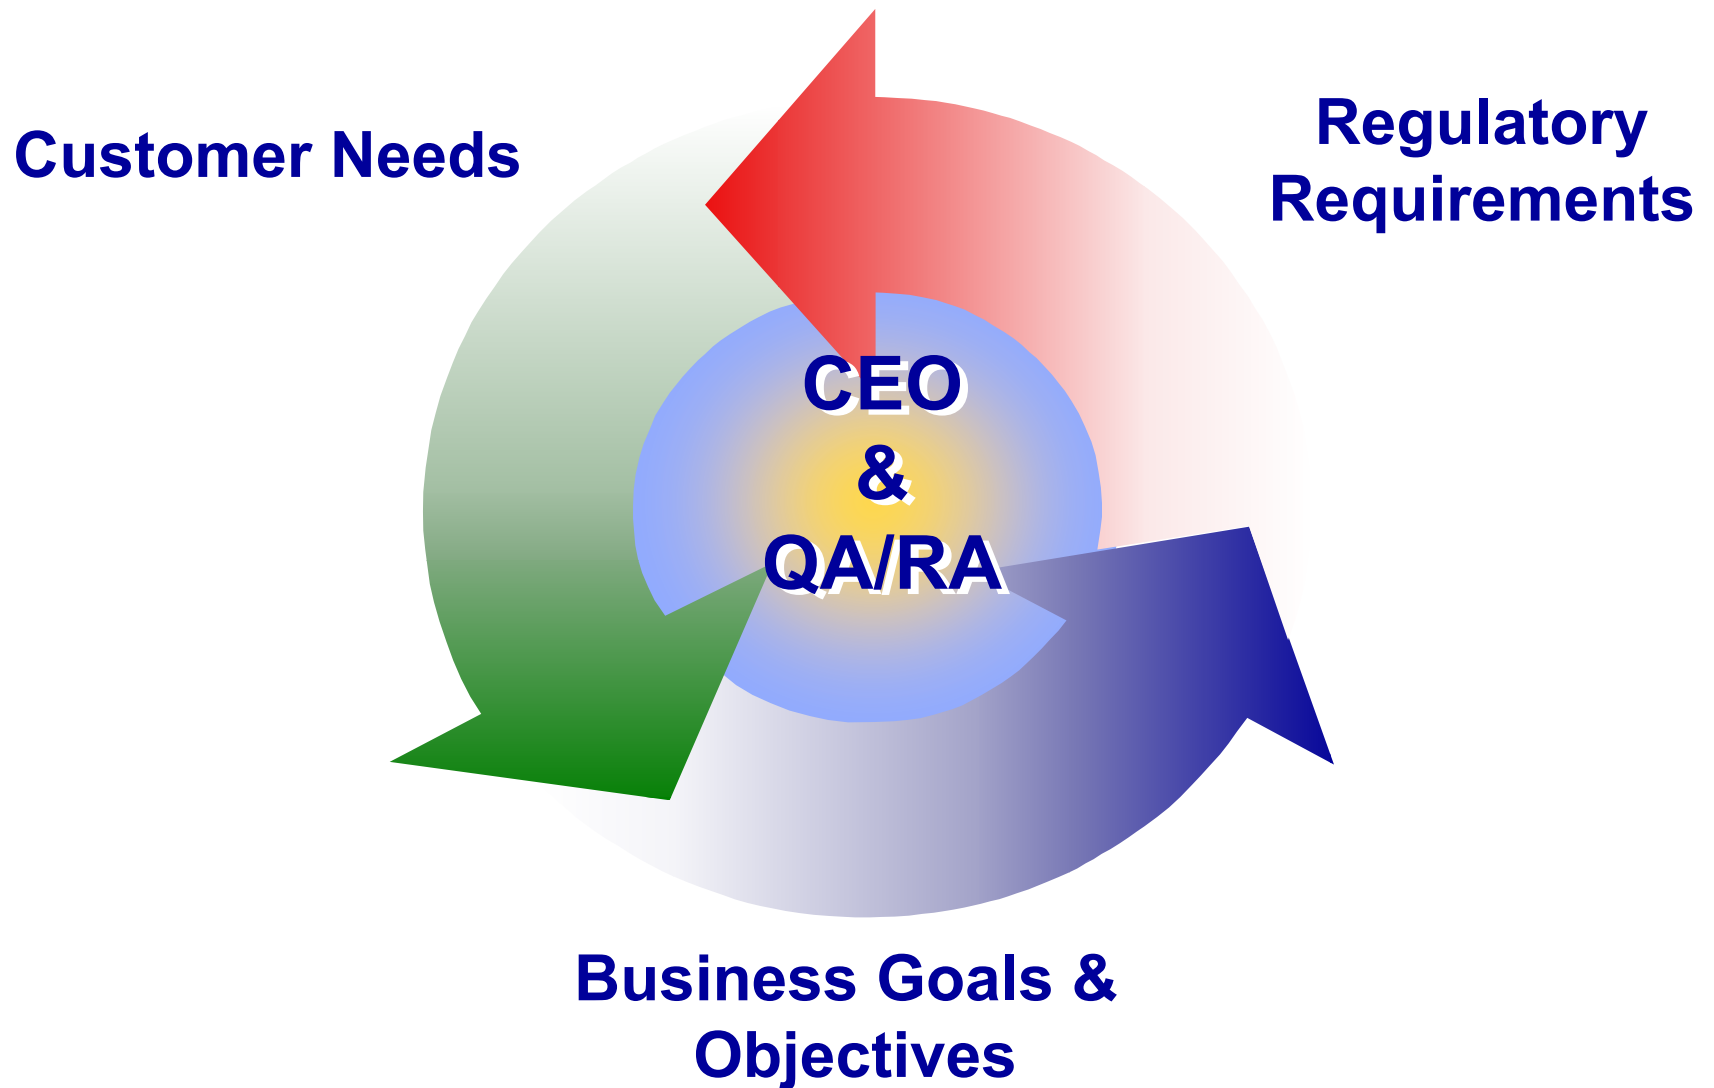 Customer Needs
Regulatory
Requirements
CEO
&
QA/RA
Business Goals &
Objectives